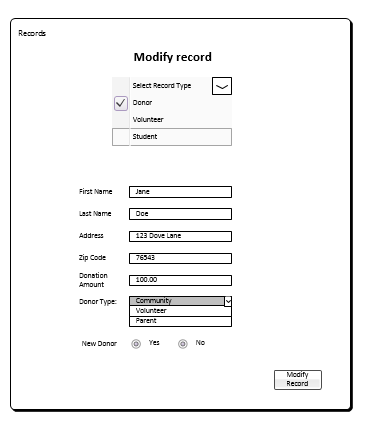 Records
Modify record
Select Record Type
Donor
Volunteer
Student
First Name Jane
Last Name Doe
Address 123 Dove Lane
Zip Code 76543
Donation
Amount 100.00
Donor Type: Community
Volunteer
Parent
New Donor Yes No
Modify
Record